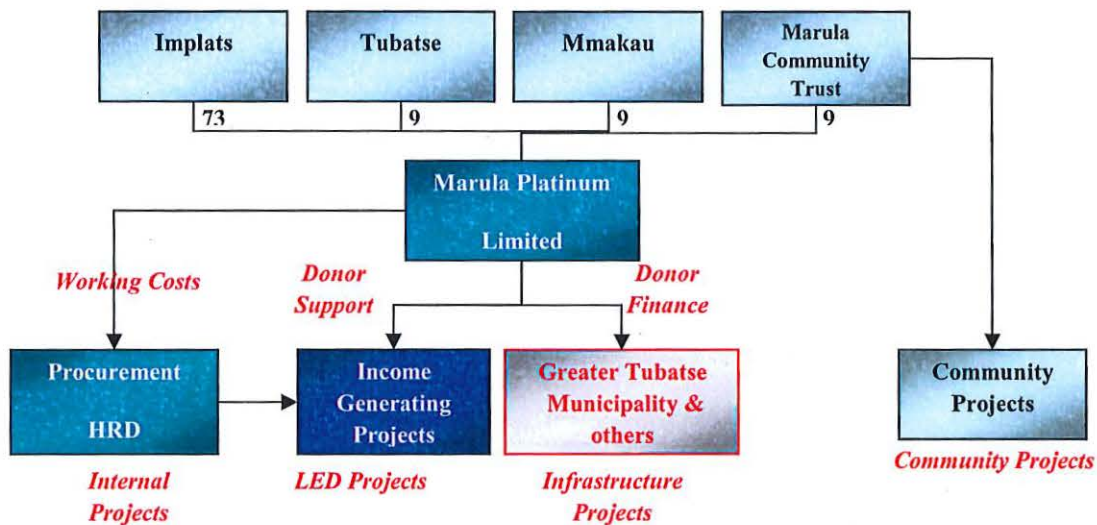 Implats
Tubatse
Mmakau
Marula
Community
Trust
73
9
9
9
Marula Platinum
Limited
Working Costs
Donor
Support
Donor
Finance
Procurement
HRD
Income
Generating
Projects
Greater Tubatse
Municipality &
others
Community
Projects
Internal
Projects
LED Projects
Infrastructure
Projects
Community Projects